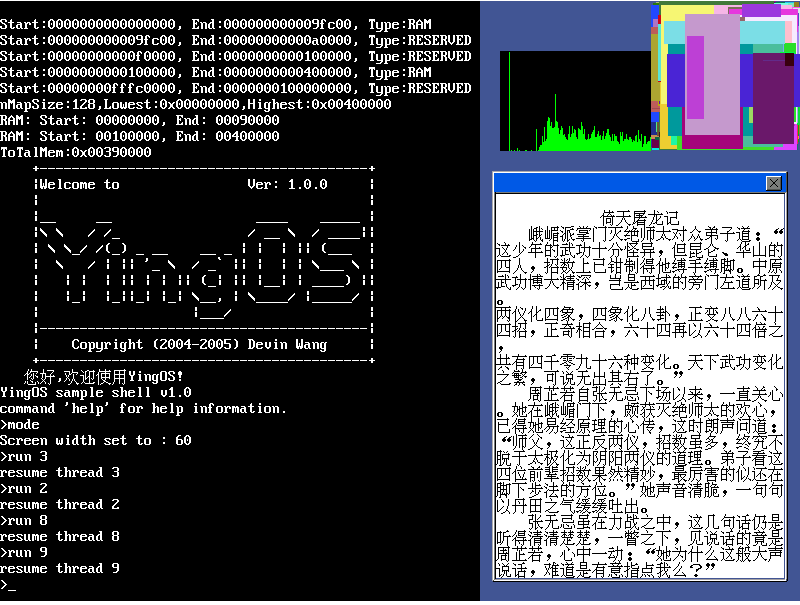 Start:0000000000000000, End:000000000009fc00, Type:RAM
Start:000000000009fc00, End:00000000000a0000, Type:RESERVED
Start:00000000000f0000, End:0000000000100000, Type:RESERVED
Start:0000000000100000, End:0000000000400000, Type:RAM
Start:00000000fffc0000, End:0000000100000000, Type:RESERVED
nMapSize:128,Lowest:0x00000000,Highest:0x00400000
RAM: Start: 00000000, End: 00090000
RAM: Start: 00100000, End: 00400000
ToTalMem:0x00390000
Welcome to Ver: 1.0.0
YingOS
Copyright (2004-2005) Devin Wang
您好,欢迎使用YingOS!
YingOS sample shell v1.0
command 'help' for help information.
>mode
Screen width set to : 60
>run 3
resume thread 3
>run 2
resume thread 2
>run 8
resume thread 8
>run 9
resume thread 9
>_
倚天屠龙记
峨嵋派掌门灭绝师太对众弟子道：“
这少年的武功十分怪异，但昆仑、华山的
四人，招数上已钳制得他缚手缚脚。中原
武功博大精深，岂是西域的旁门左道所及
。
两仪化四象，四象化八卦，正变八八六十
四招，正奇相合，六十四再以六十四倍之
，
共有四千零九十六种变化。天下武功变化
之繁，可说无出其右了。”
周芷若自张无忌下场以来，一直关心
。她在峨嵋门下，颇获灭绝师太的欢心，
已得她易经原理的心传，这时朗声问道：
“师父，这正反两仪，招数虽多，终究不
脱于太极化为阴阳两仪的道理。弟子看这
四位前辈招数果然精妙，最厉害的似还在
脚下步法的方位。”她声音清脆，一句句
以丹田之气缓缓吐出。
张无忌虽在力战之中，这几句话仍是
听得清清楚楚，一瞥之下，见说话的竟是
周芷若，心中一动：“她为什么这般大声
说话，难道是有意指点我么？”